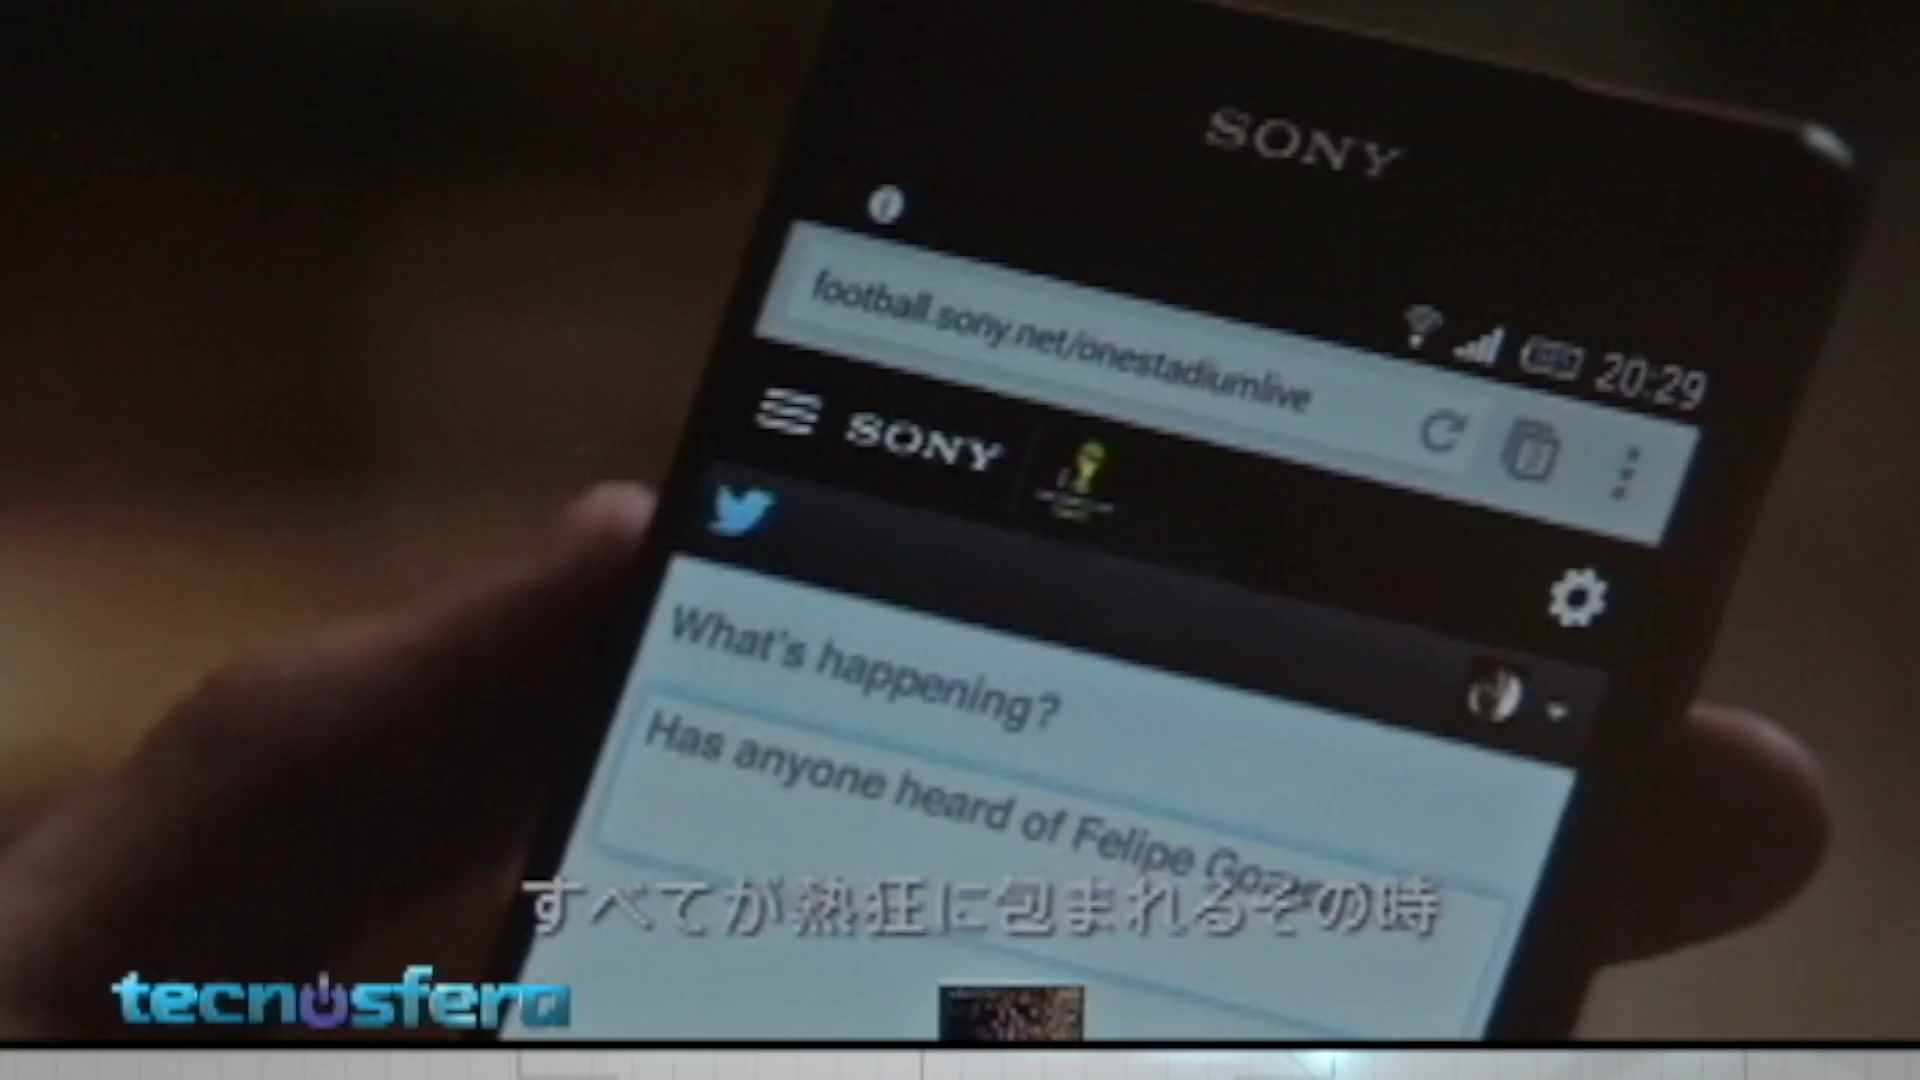 SONY
20:29
football.sony.net/onestadiumlive
SONY
What's happening?
Has anyone heard of Felipe
すべてが熱狂に包まれるその時
tecnosfera